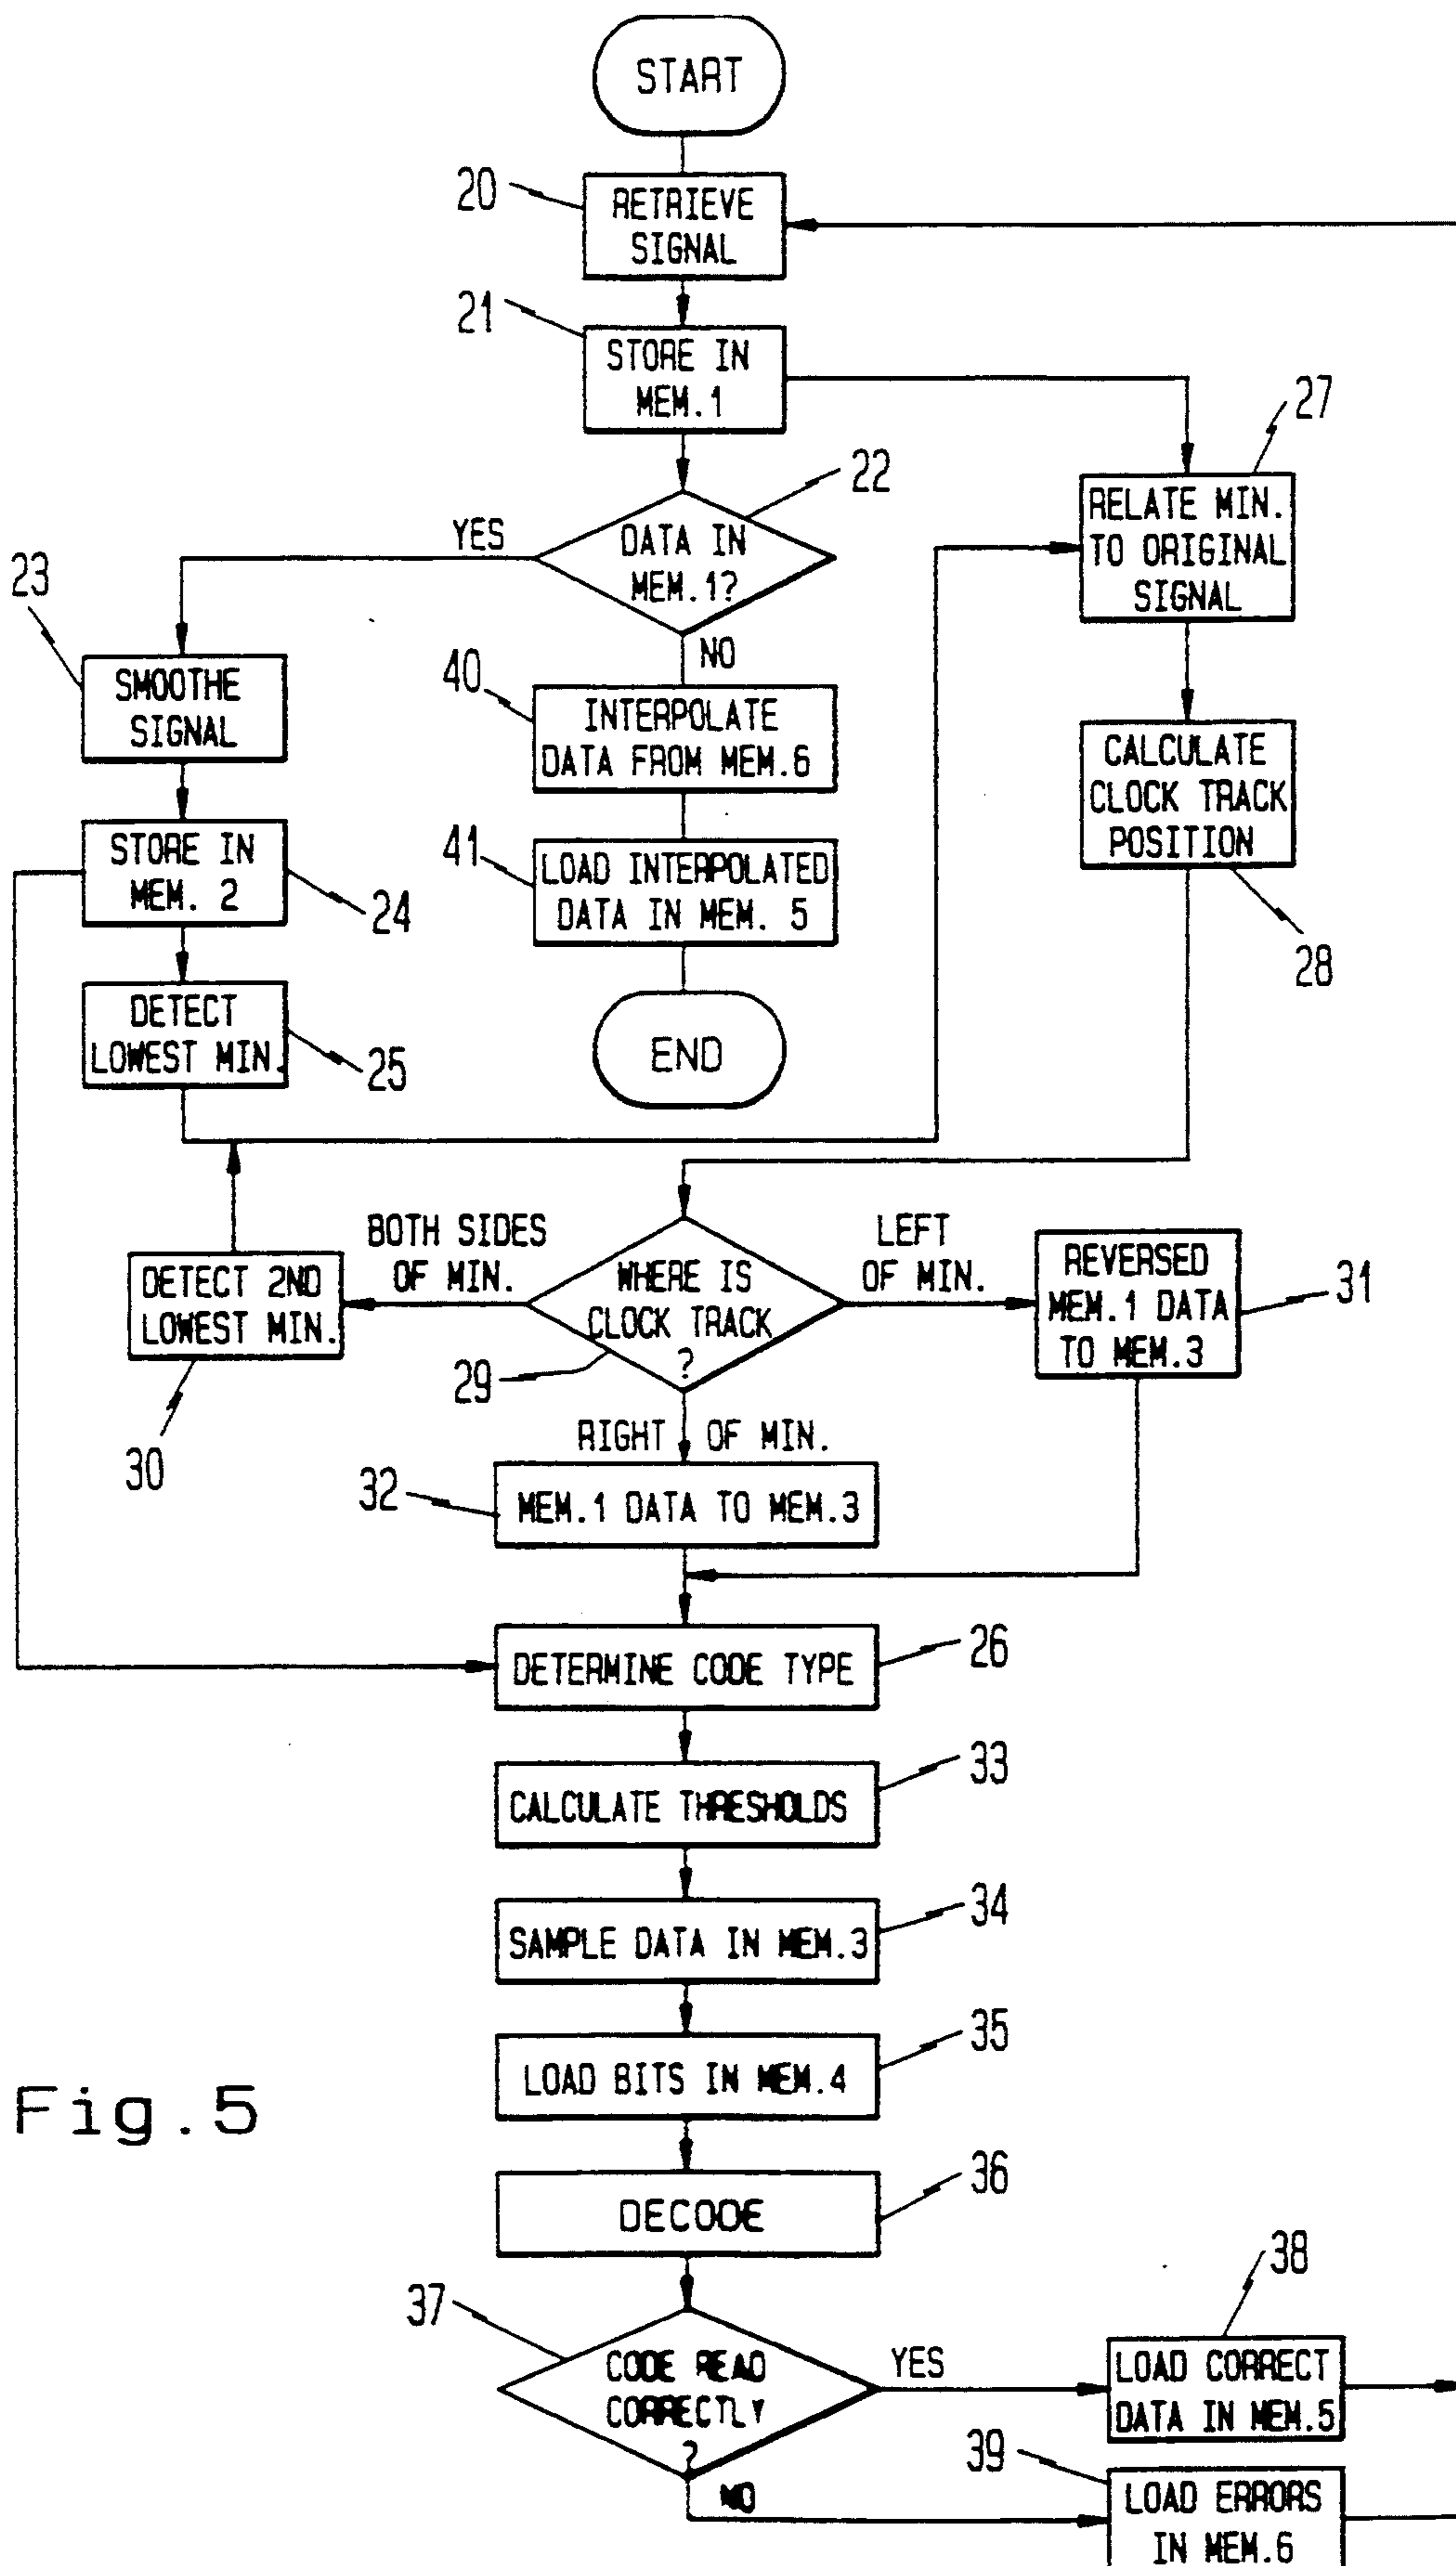 START
20
RETRIEVE
SIGNAL
21
STORE IN
MEM.1
27
RELATE MIN.
TO ORIGINAL
SIGNAL
22
YES
DATA IN
MEM.1?
NO
23
SMOOTHE
SIGNAL
40
INTERPOLATE
DATA FROM MEM.6
CALCULATE
CLOCK TRACK
POSITION
28
STORE IN
MEM. 2
24
41
LOAD INTERPOLATED
DATA IN MEM. 5
DETECT
LOWEST MIN.
25
END
BOTH SIDES
OF MIN.
WHERE IS
CLOCK TRACK
?
29
LEFT
OF MIN.
REVERSED
MEM.1 DATA
TO MEM.3
31
DETECT 2ND
LOWEST MIN.
30
RIGHT OF MIN.
32
MEM.1 DATA TO MEM.3
DETERMINE CODE TYPE
26
CALCULATE THRESHOLDS
33
SAMPLE DATA IN MEM.3
34
LOAD BITS IN MEM.4
35
Fig.5
DECODE
36
37
CODE READ
CORRECTLY
?
YES
NO
38
LOAD CORRECT
DATA IN MEM.5
39
LOAD ERRORS
IN MEM.6